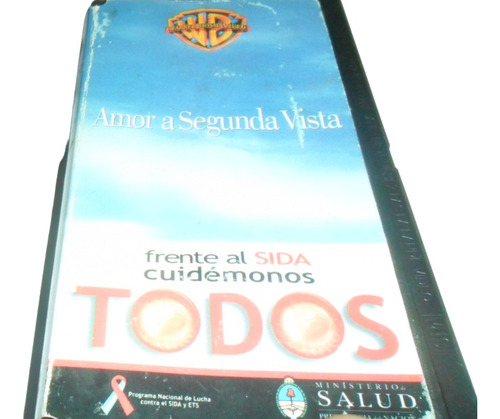 WB
Amor a Segunda Vista
frente al SIDA
cuidémonos
TODOS
Programa Nacional de Lucha
contra el SIDA y ETS
MINISTERIO de
SALUD